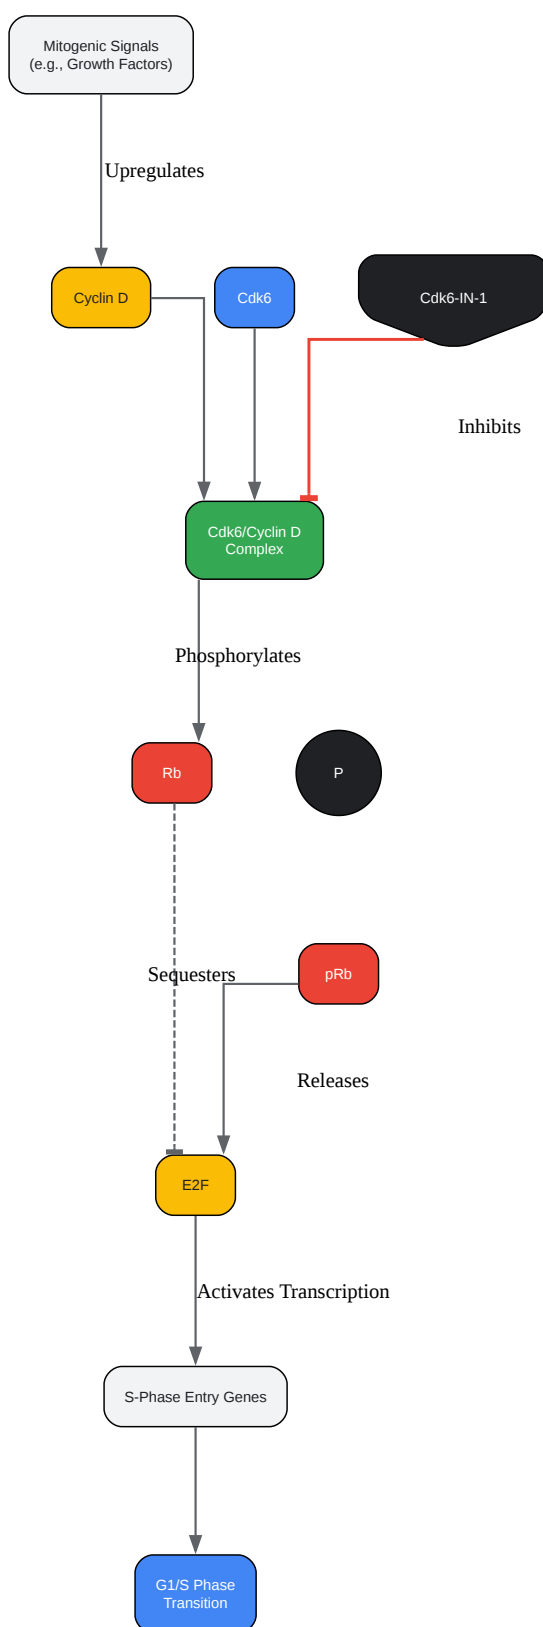 Mitogenic Signals
(e.g., Growth Factors)
Upregulates
Cyclin D
Cdk6
Cdk6-IN-1
Inhibits
Cdk6/Cyclin D
Complex
Phosphorylates
Rb
P
Sequesters
pRb
Releases
E2F
Activates Transcription
S-Phase Entry Genes
G1/S Phase
Transition